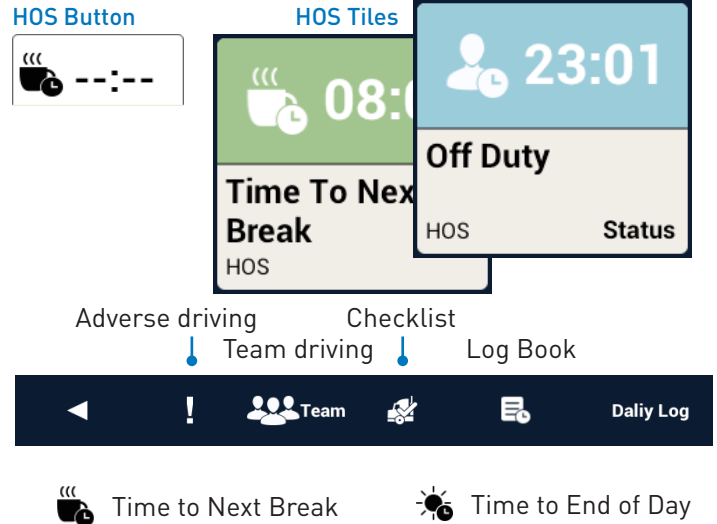 HOS Button
HOS Tiles
--:--
08:0
23:01
Off Duty
Time To Nex
Break
HOS
HOS
Status
Adverse driving
Checklist
Team driving
Log Book
!
Team
Daliy Log
Time to Next Break
Time to End of Day